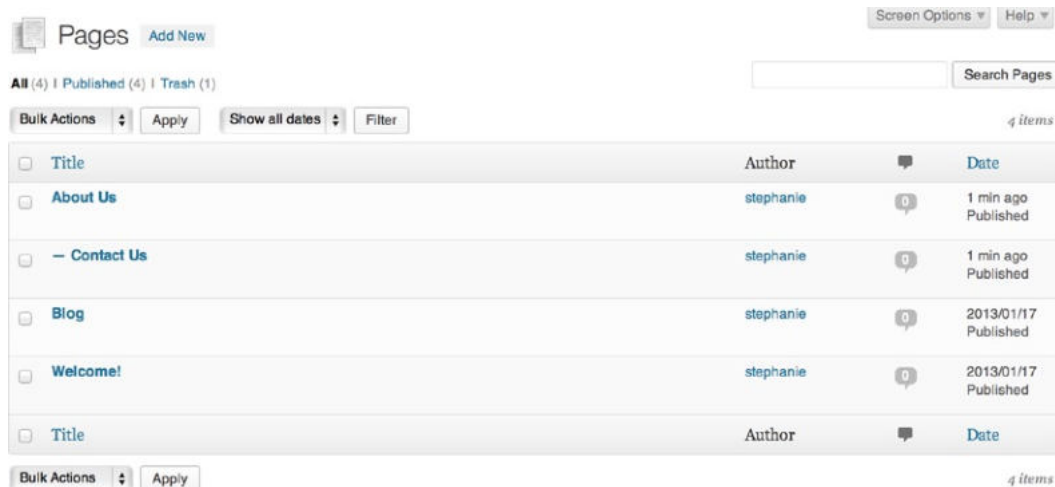 Screen Options Help
Pages Add New
All (4) | Published (4) | Trash (1)
Search Pages
Bulk Actions Apply Show all dates Filter 4 items
Title Author Date
About Us stephanie 0 1 min ago
Published
— Contact Us stephanie 0 1 min ago
Published
Blog stephanie 0 2013/01/17
Published
Welcome! stephanie 0 2013/01/17
Published
Title Author Date
Bulk Actions Apply 4 items